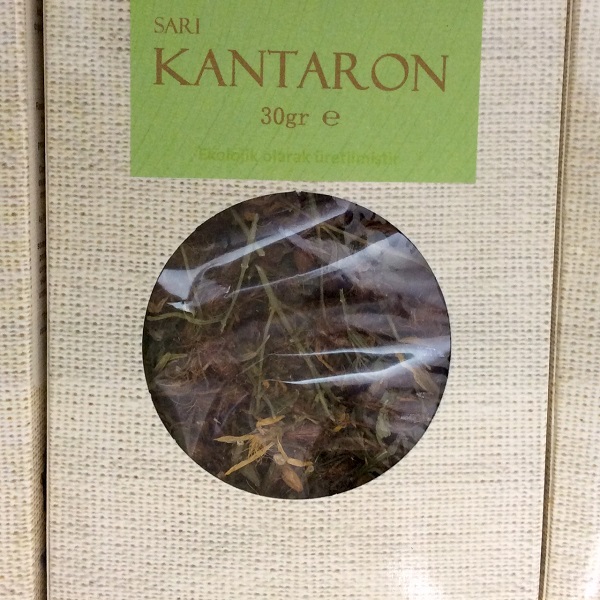 SARI
KANTARON
30gr ℮
Ekolojik olarak üretilmiştir